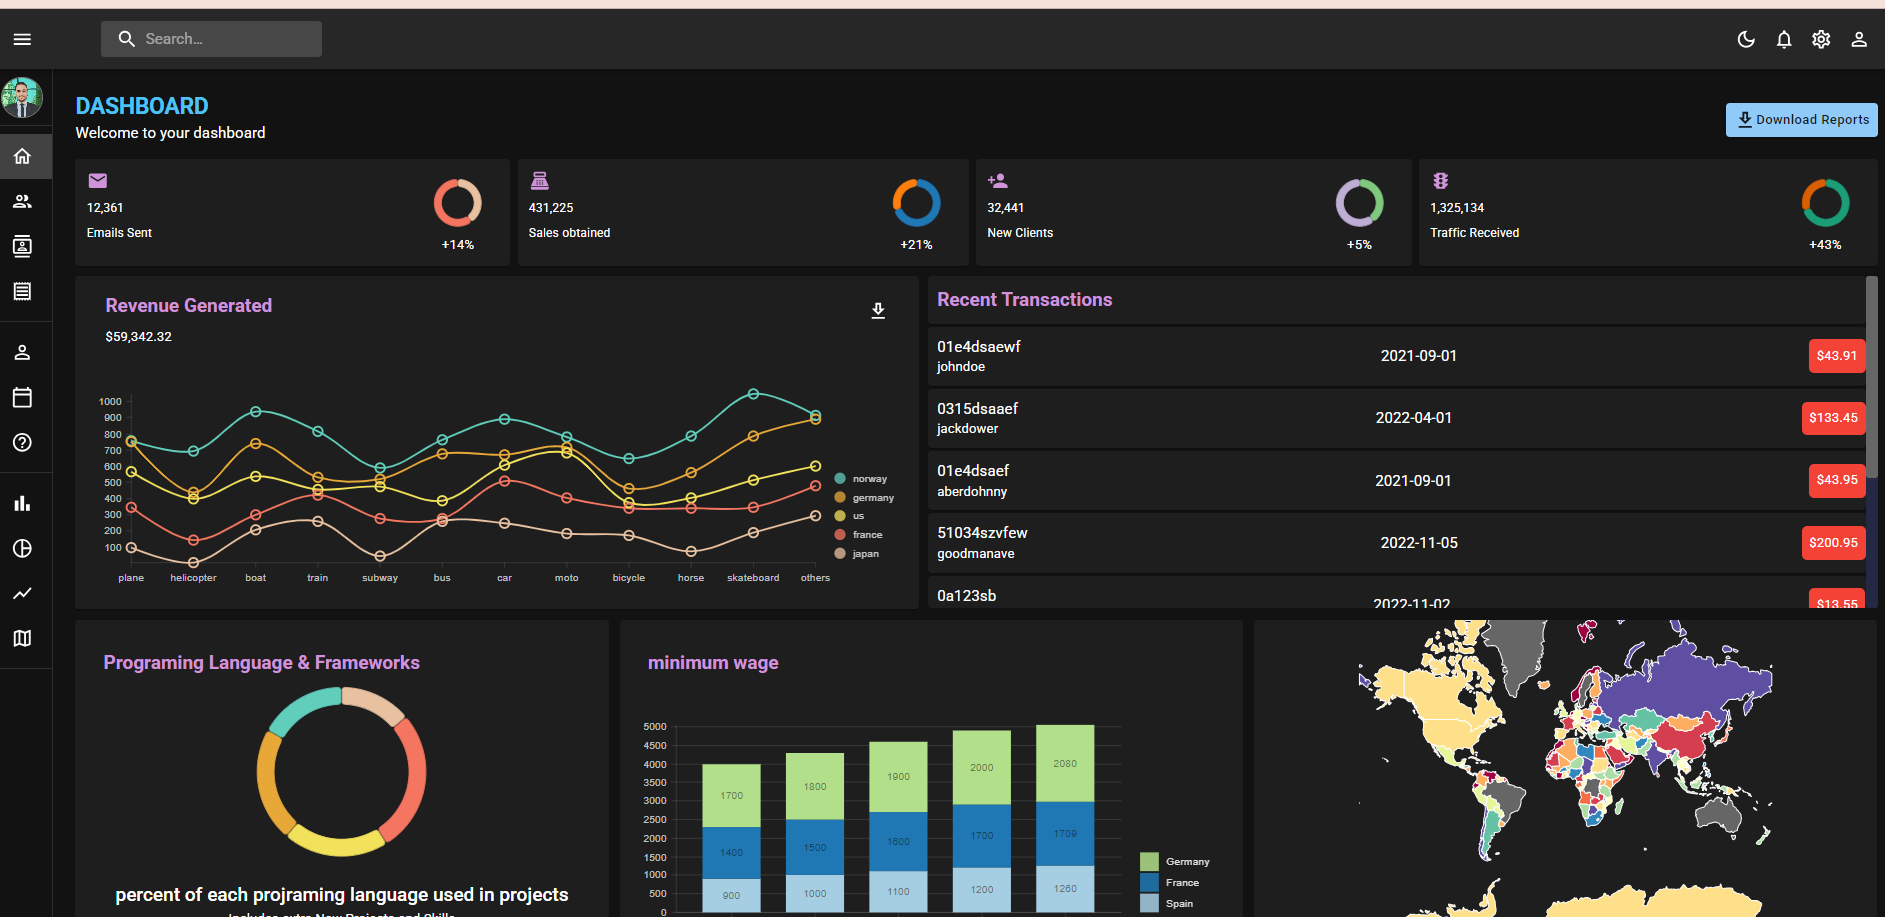 Search...
DASHBOARD
Welcome to your dashboard
Download Reports
12,361
Emails Sent
+14%
431,225
Sales obtained
+21%
32,441
New Clients
+5%
1,325,134
Traffic Received
+43%
Revenue Generated
$59,342.32
1000
900
800
700
600
500
400
300
200
100
plane helicopter boat train subway bus car moto bicycle horse skateboard others
norway
germany
us
france
japan
Recent Transactions
01e4dsaewf
johndoe
2021-09-01
$43.91
0315dsaaef
jackdower
2022-04-01
$133.45
01e4dsaef
aberdohnny
2021-09-01
$43.95
51034szvfew
goodmanave
2022-11-05
$200.95
0a123sb
2022-11-02
$13.55
Programing Language & Frameworks
percent of each projraming language used in projects
Includes extra New Projects and Skills
minimum wage
5000
4500
4000
3500
3000
2500
2000
1500
1000
500
0
1700 1800 1900 2000 2080
1400 1500 1600 1700 1709
900 1000 1100 1200 1260
Germany
France
Spain